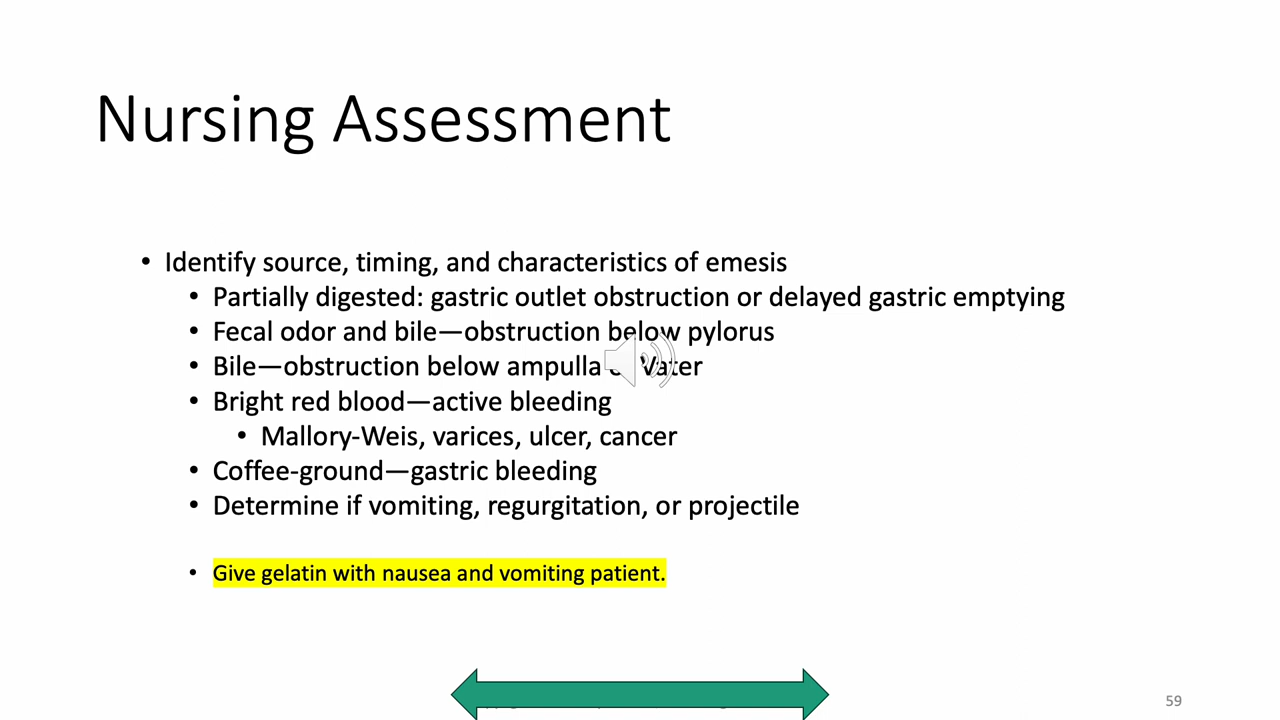 Nursing Assessment
• Identify source, timing, and characteristics of emesis
• Partially digested: gastric outlet obstruction or delayed gastric emptying
• Fecal odor and bile—obstruction below pylorus
• Bile—obstruction below ampulla Vater
• Bright red blood—active bleeding
• Mallory-Weis, varices, ulcer, cancer
• Coffee-ground—gastric bleeding
• Determine if vomiting, regurgitation, or projectile
• Give gelatin with nausea and vomiting patient.
59